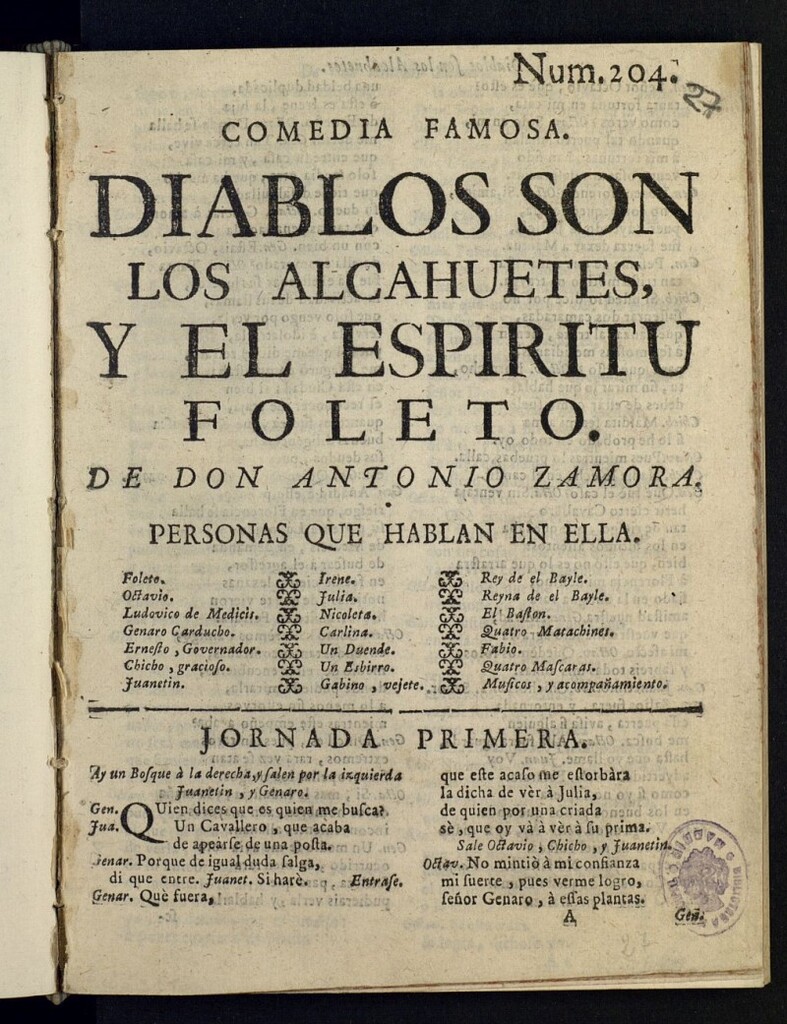 Num. 204.
27
COMEDIA FAMOSA.
DIABLOS SON
LOS ALCAHUETES,
Y EL ESPIRITU
FOLETO.
DE DON ANTONIO ZAMORA.
PERSONAS QUE HABLAN EN ELLA.
Foleto.
Octavio.
Ludovico de Medicis.
Genaro Carducho.
Ernesto, Governador.
Chicho, gracioso.
Juanetin.
Irene.
Julia.
Nicoleta.
Carlina.
Un Duende.
Un Esbirro.
Gabino, vejete.
Rey de el Bayle.
Reyna de el Bayle.
El Baston.
Quatro Matachines.
Fabio.
Quatro Mascaras.
Musicos, y acompañamiento.
JORNADA PRIMERA.
Ay un Bosque à la derecha, y salen por la izquierda
Juanetin, y Genaro.
Gen. Quien dices que es quien me busca?
Jua. Un Cavallero, que acaba
de apearse de una posta.
Genar. Porque de igual duda salga,
di que entre. Juanet. Si harè. Entrase.
Genar. Què fuera,
que este acaso me estorbàra
la dicha de vèr à Julia,
de quien por una criada
sè, que oy và à vèr à su prima.
Sale Octavio, Chicho, y Juanetin.
Octav. No mintiò à mi confianza
mi suerte, pues verme logro,
señor Genaro, à essas plantas.
A
Gen.